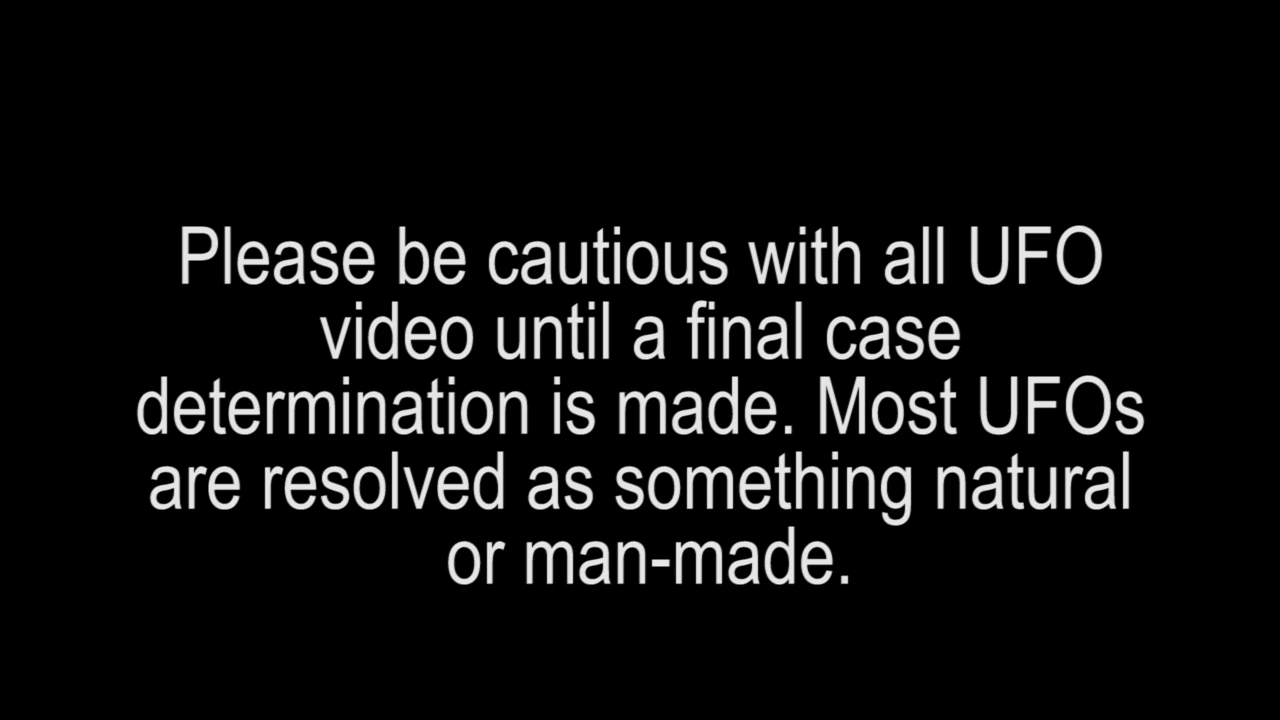 Please be cautious with all UFO
video until a final case
determination is made. Most UFOs
are resolved as something natural
or man-made.